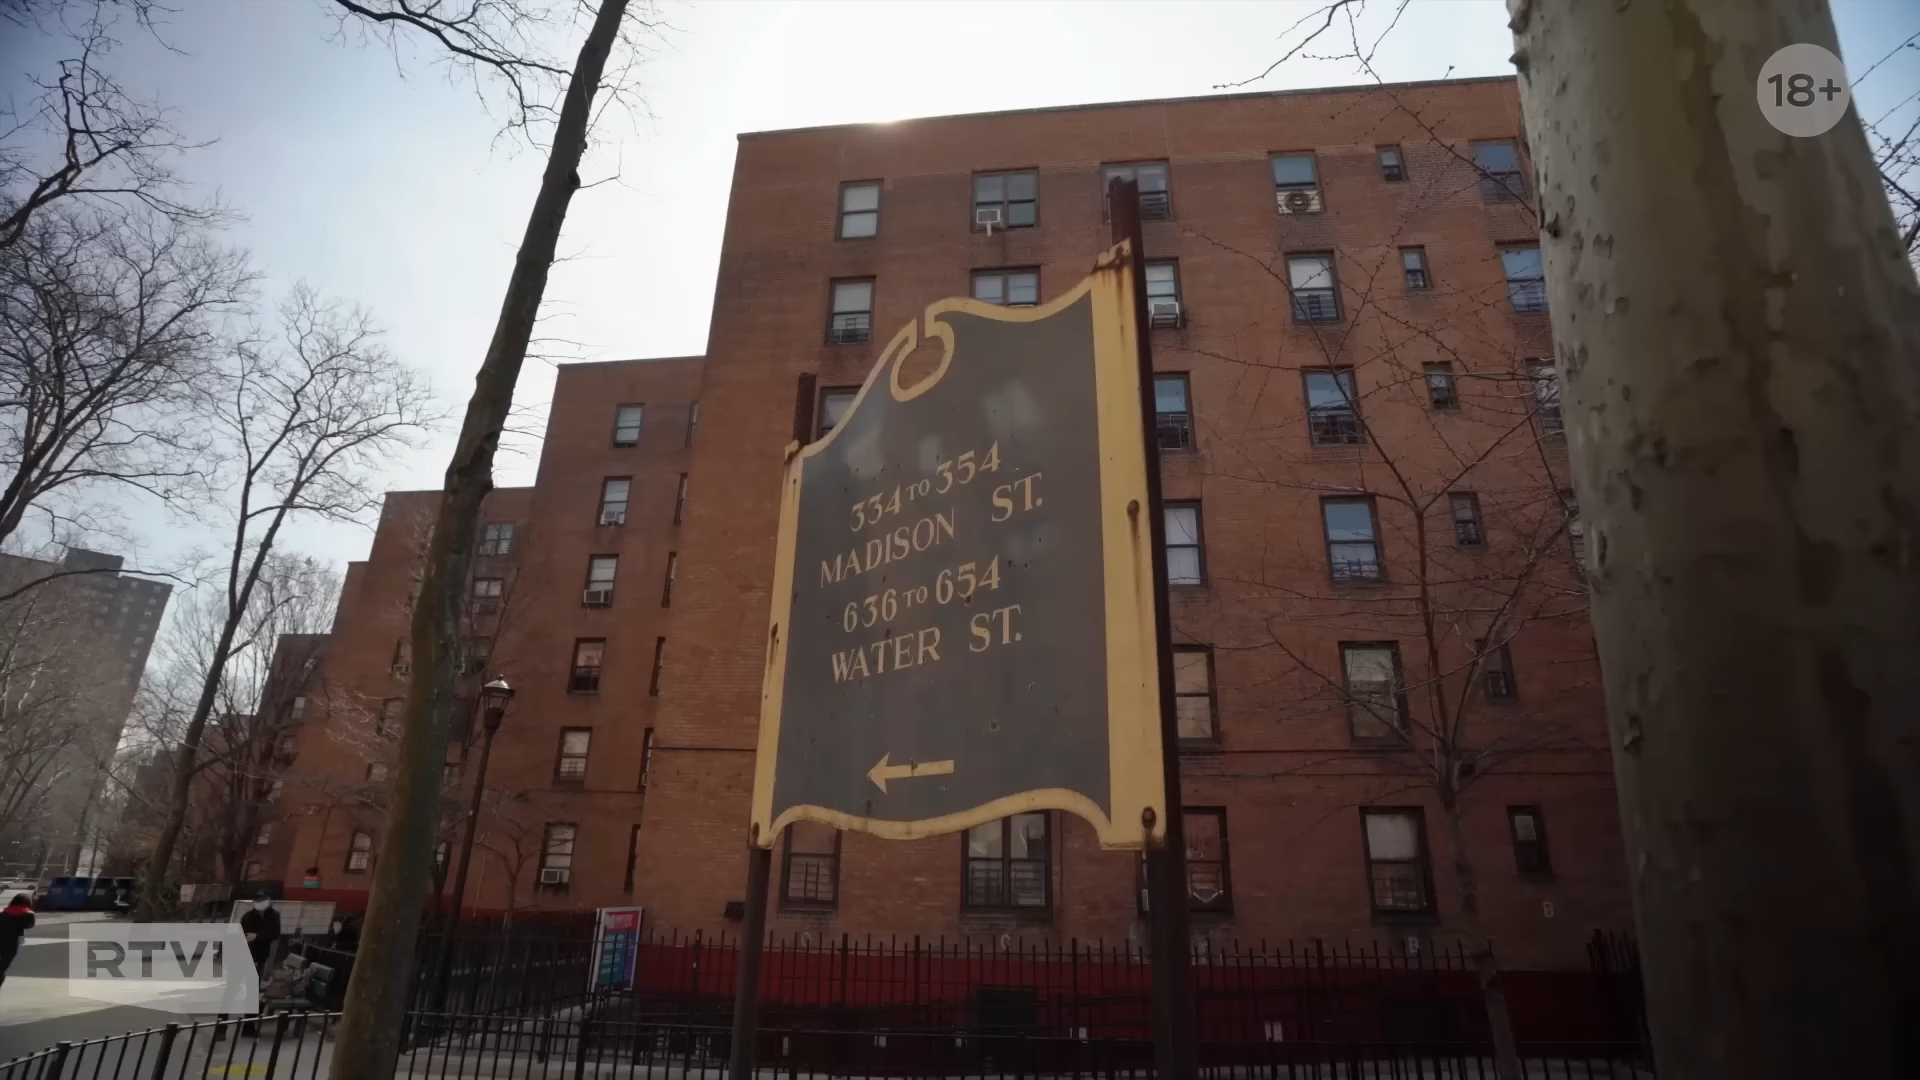 18+
334 TO 354
MADISON ST.
636 TO 654
WATER ST.
RTVI